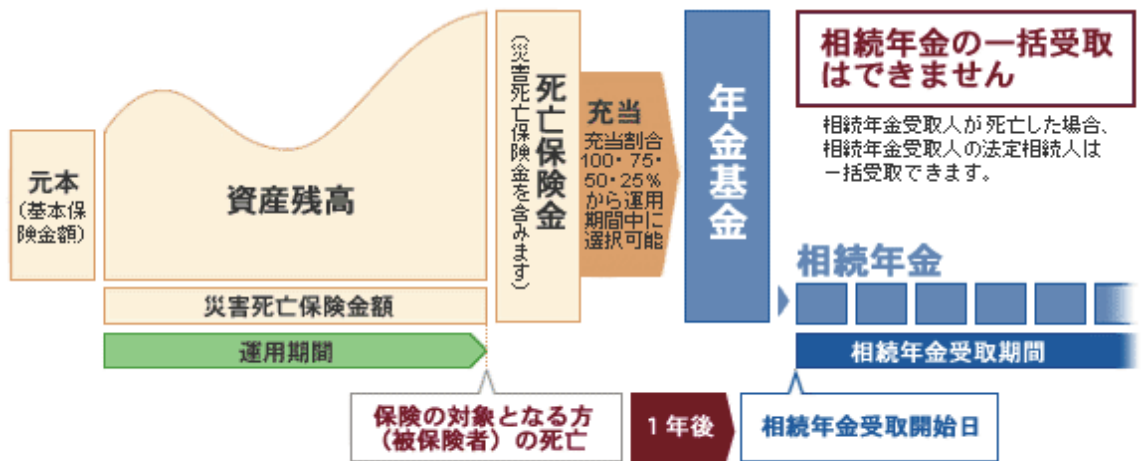 元本
(基本保
険金額)
資産残高
災害死亡保険金額
運用期間
死亡保険金
(災害死亡保険金を含みます)
充当
充当割合
100・75・
50・25%
から運用
期間中に
選択可能
年金基金
相続年金の一括受取
はできません
相続年金受取人が死亡した場合、
相続年金受取人の法定相続人は
一括受取できます。
相続年金
相続年金受取期間
保険の対象となる方
(被保険者)の死亡
1年後
相続年金受取開始日